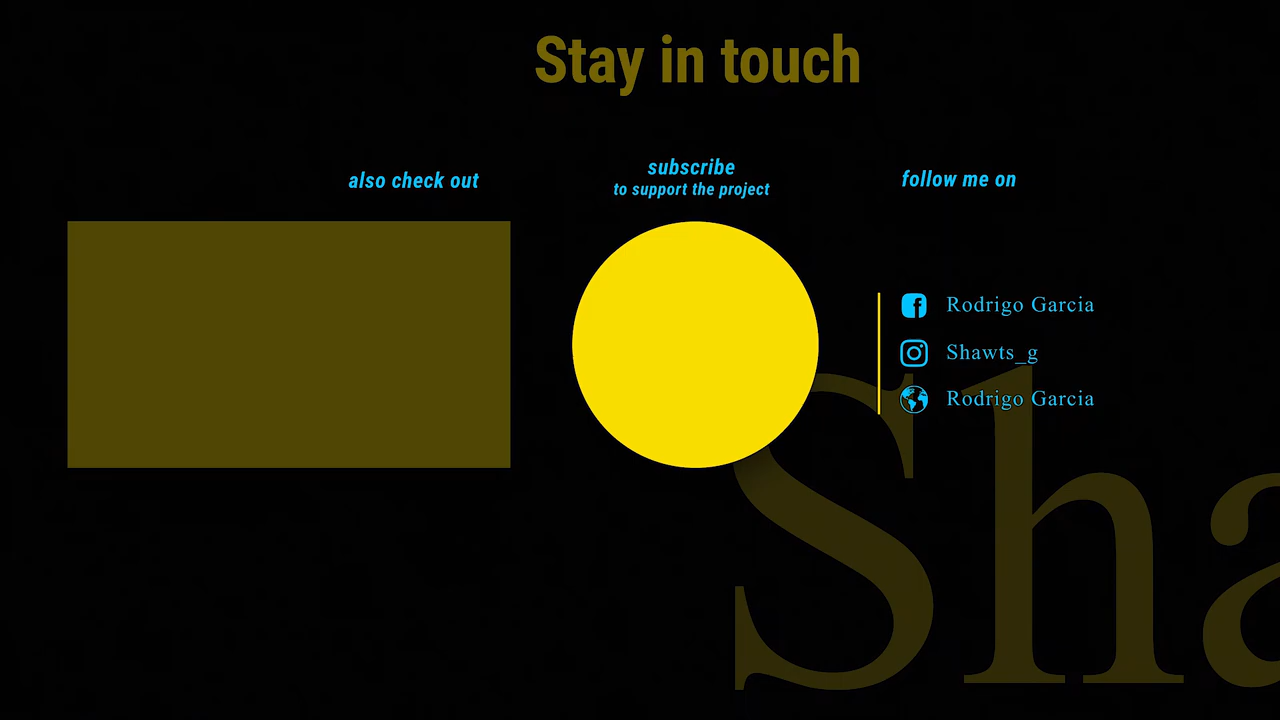 Stay in touch
also check out
subscribe
to support the project
follow me on
Rodrigo Garcia
Shawts_g
Rodrigo Garcia
Sha